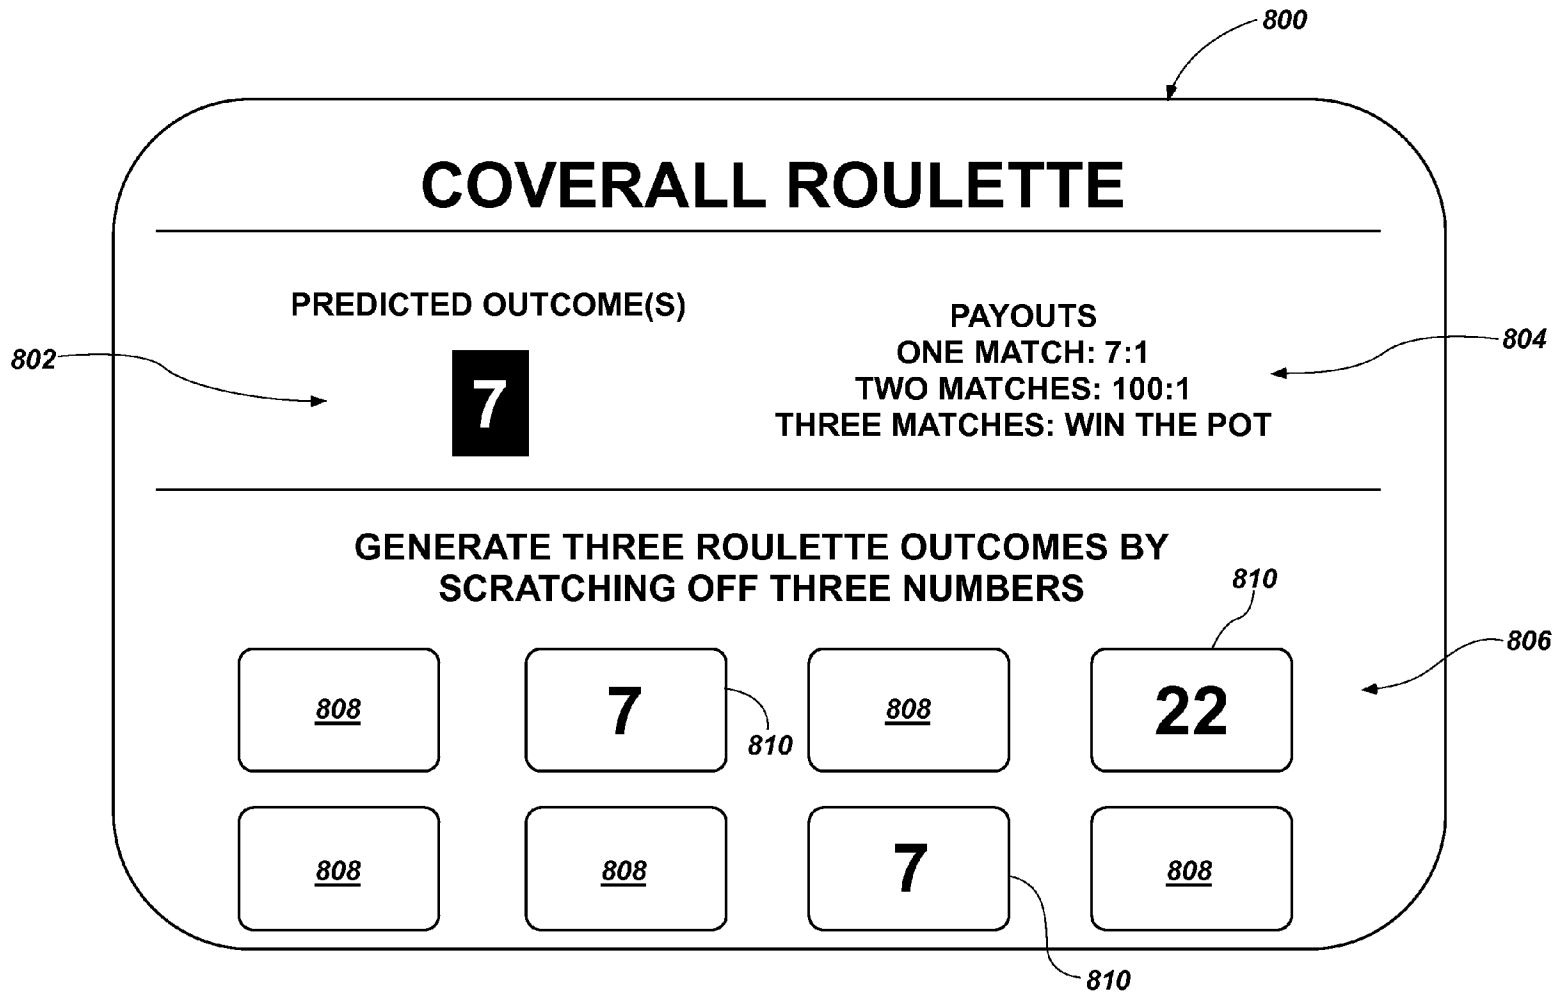 800
COVERALL ROULETTE
PREDICTED OUTCOME(S)
802
7
PAYOUTS
ONE MATCH: 7:1
TWO MATCHES: 100:1
THREE MATCHES: WIN THE POT
804
GENERATE THREE ROULETTE OUTCOMES BY
SCRATCHING OFF THREE NUMBERS
810
806
808 7 808 22
810
808 808 7 808
810